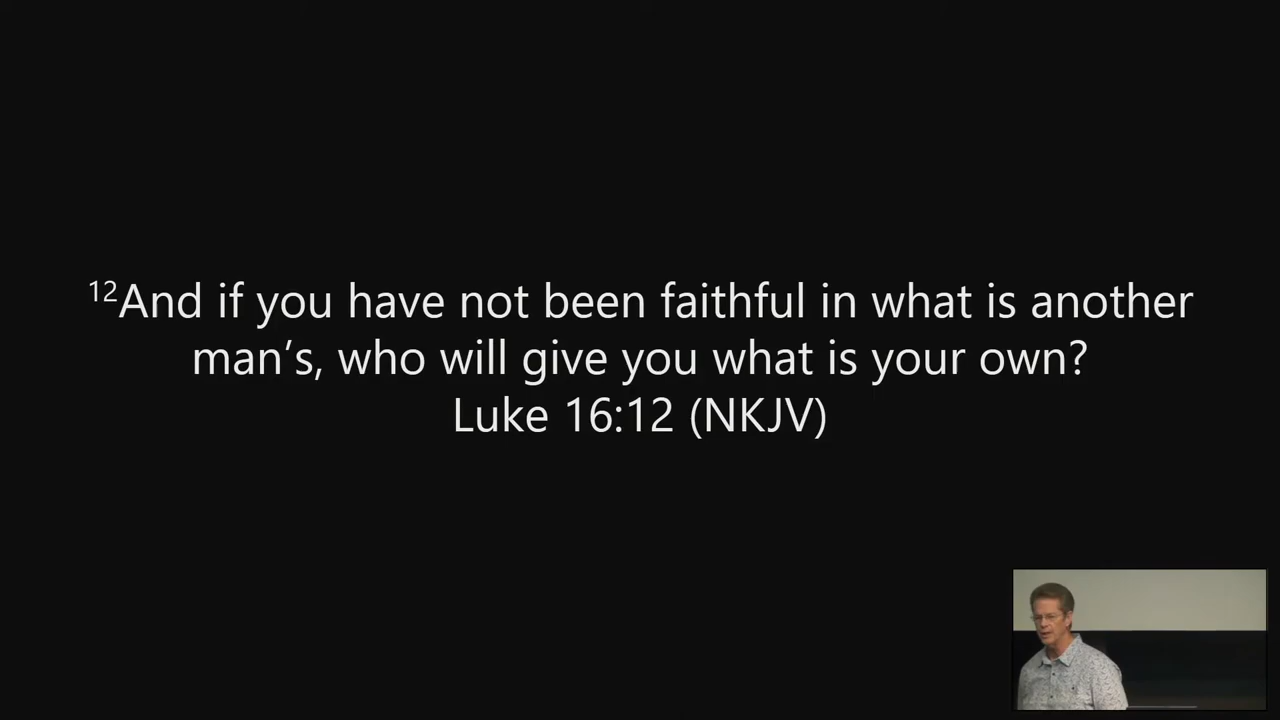 ¹²And if you have not been faithful in what is another
man’s, who will give you what is your own?
Luke 16:12 (NKJV)